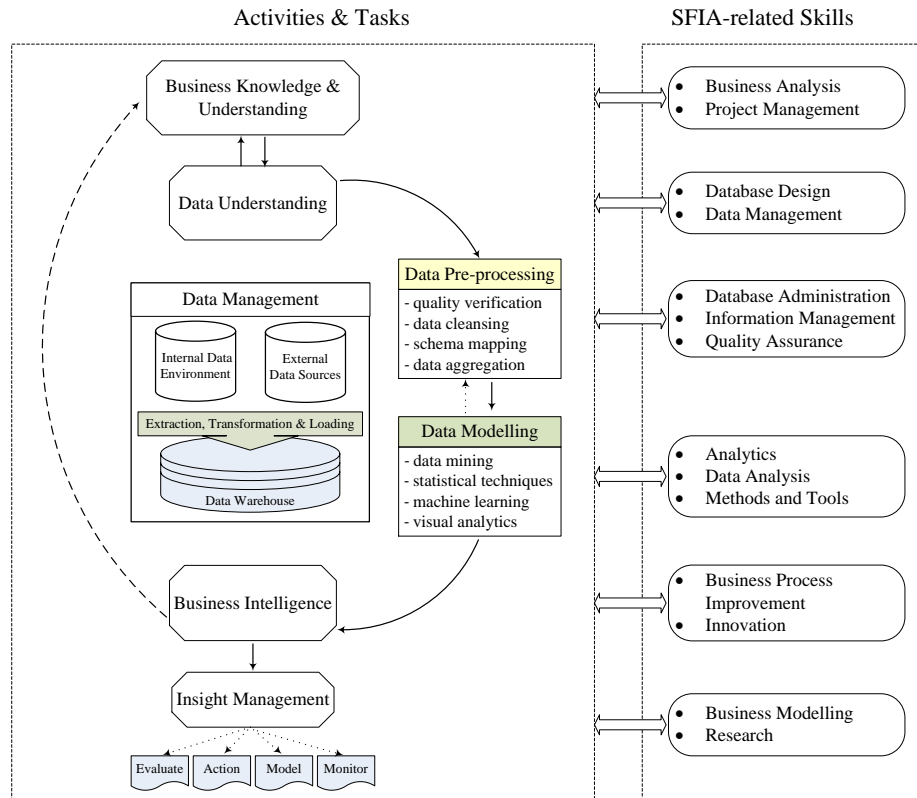 Activities & Tasks
SFIA-related Skills
Business Knowledge &
Understanding
Data Understanding
Data Pre-processing
- quality verification
- data cleansing
- schema mapping
- data aggregation
Data Management
Internal Data
Environment
External
Data Sources
Extraction, Transformation & Loading
Data Warehouse
Data Modelling
- data mining
- statistical techniques
- machine learning
- visual analytics
Business Intelligence
Insight Management
Evaluate
Action
Model
Monitor
• Business Analysis
• Project Management
• Database Design
• Data Management
• Database Administration
• Information Management
• Quality Assurance
• Analytics
• Data Analysis
• Methods and Tools
• Business Process
Improvement
• Innovation
• Business Modelling
• Research